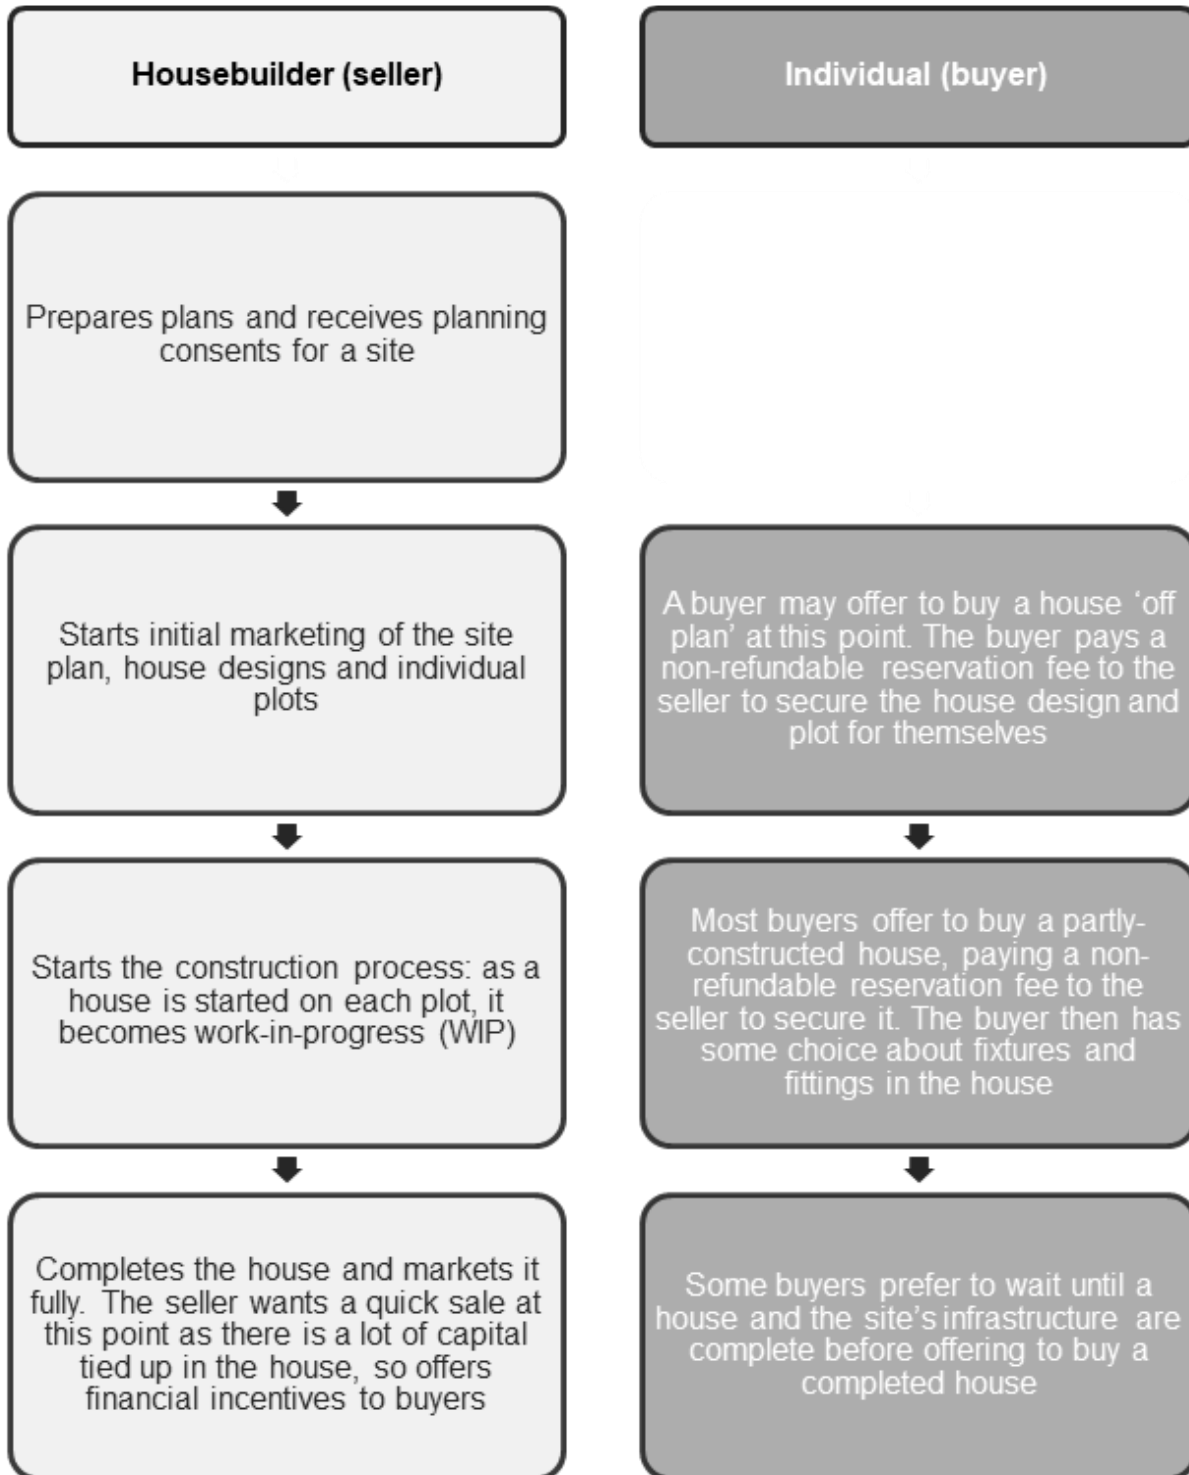 Housebuilder (seller)
Individual (buyer)
Prepares plans and receives planning
consents for a site
Starts initial marketing of the site
plan, house designs and individual
plots
A buyer may offer to buy a house ‘off
plan’ at this point. The buyer pays a
non-refundable reservation fee to the
seller to secure the house design and
plot for themselves
Starts the construction process: as a
house is started on each plot, it
becomes work-in-progress (WIP)
Most buyers offer to buy a partly-
constructed house, paying a non-
refundable reservation fee to the
seller to secure it. The buyer then has
some choice about fixtures and
fittings in the house
Completes the house and markets it
fully. The seller wants a quick sale at
this point as there is a lot of capital
tied up in the house, so offers
financial incentives to buyers
Some buyers prefer to wait until a
house and the site’s infrastructure are
complete before offering to buy a
completed house